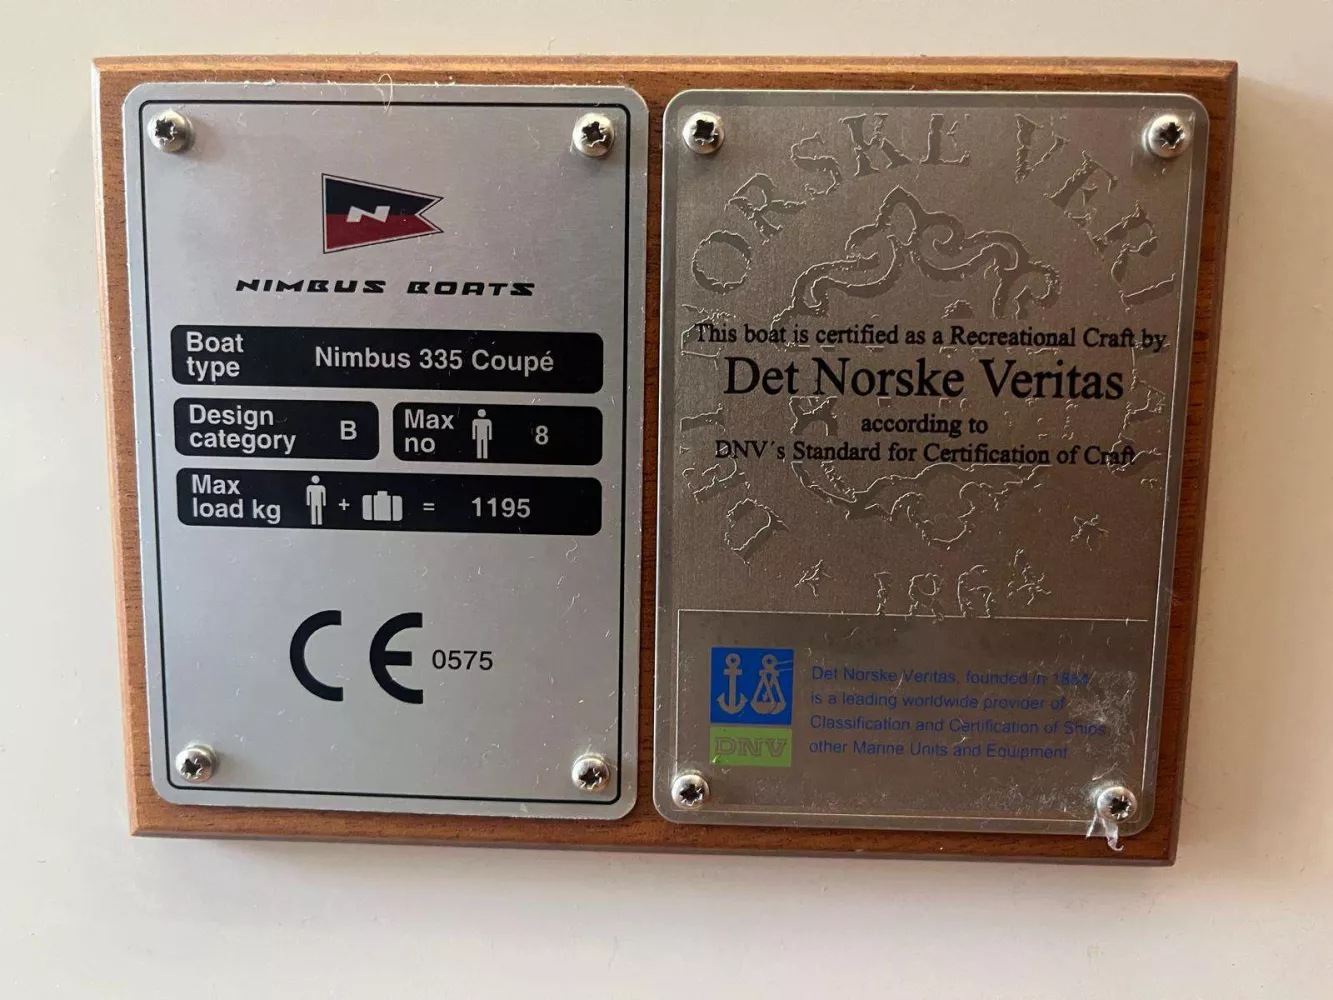 N
NIMBUS BOATS
Boat type Nimbus 335 Coupé
Design category B
Max no 8
Max load kg + = 1195
CE 0575
DET NORSKE VERITAS
This boat is certified as a Recreational Craft by
Det Norske Veritas
according to
DNV´s Standard for Certification of Craft
DNV
Det Norske Veritas, founded in 1864
is a leading worldwide provider of
Classification and Certification of Ships
other Marine Units and Equipment